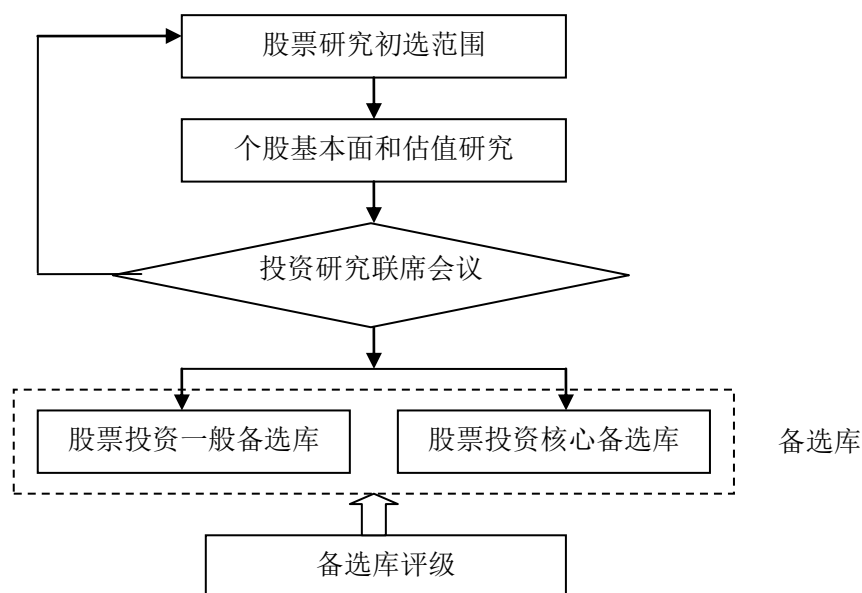 股票研究初选范围
个股基本面和估值研究
投资研究联席会议
股票投资一般备选库
股票投资核心备选库
备选库
备选库评级